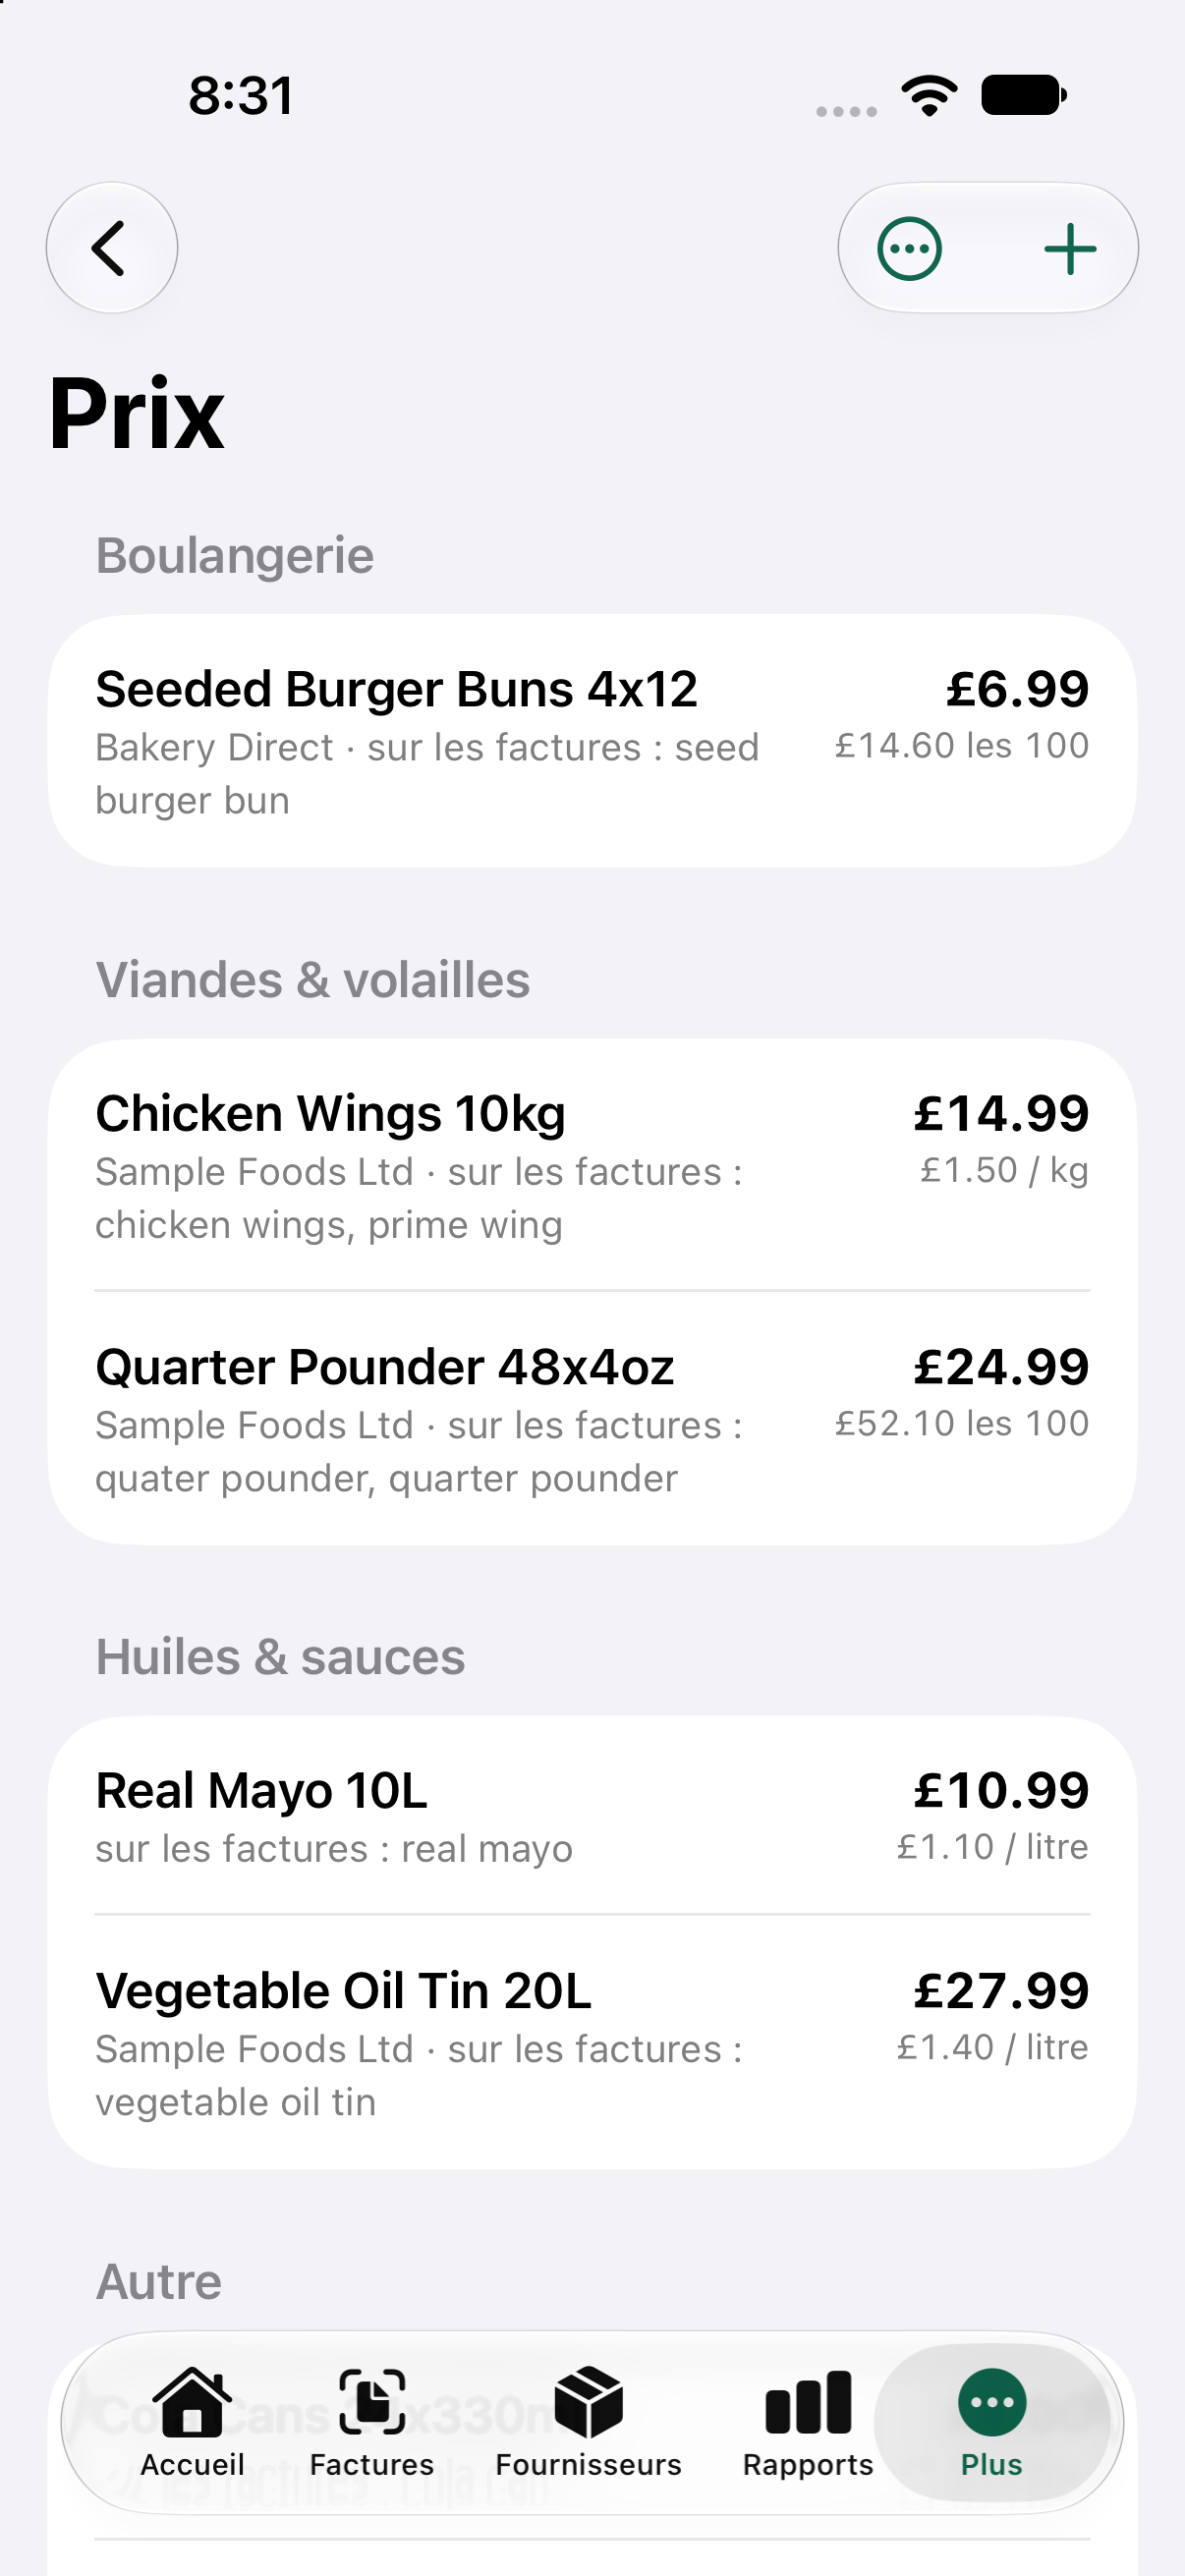 8:31
Prix
Boulangerie
Seeded Burger Buns 4x12
£6.99
Bakery Direct · sur les factures : seed
£14.60 les 100
burger bun
Viandes & volailles
Chicken Wings 10kg
£14.99
Sample Foods Ltd · sur les factures :
£1.50 / kg
chicken wings, prime wing
Quarter Pounder 48x4oz
£24.99
Sample Foods Ltd · sur les factures :
£52.10 les 100
quater pounder, quarter pounder
Huiles & sauces
Real Mayo 10L
£10.99
sur les factures : real mayo
£1.10 / litre
Vegetable Oil Tin 20L
£27.99
Sample Foods Ltd · sur les factures :
£1.40 / litre
vegetable oil tin
Autre
Accueil
Factures
Fournisseurs
Rapports
Plus